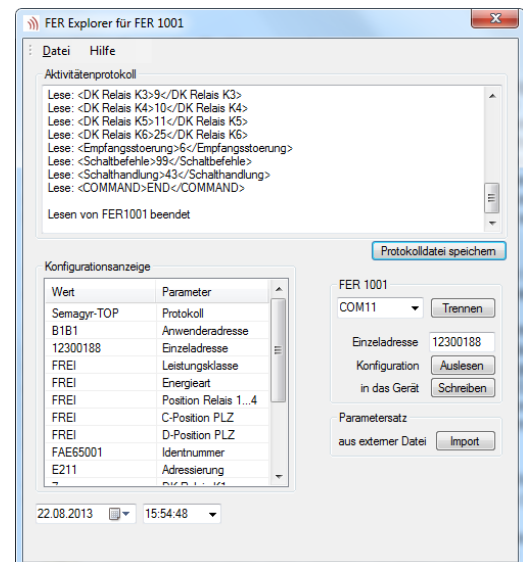 FER Explorer für FER 1001
Datei Hilfe
Aktivitätenprotokoll
Lese: <DK Relais K3>9</DK Relais K3>
Lese: <DK Relais K4>10</DK Relais K4>
Lese: <DK Relais K5>11</DK Relais K5>
Lese: <DK Relais K6>25</DK Relais K6>
Lese: <Empfangsstoerung>6</Empfangsstoerung>
Lese: <Schaltbefehle>99</Schaltbefehle>
Lese: <Schalthandlung>43</Schalthandlung>
Lese: <COMMAND>END</COMMAND>
Lesen von FER1001 beendet
Protokolldatei speichern
Konfigurationsanzeige
Wert Parameter
Semagyr-TOP Protokoll
B1B1 Anwenderadresse
12300188 Einzeladresse
FREI Leistungsklasse
FREI Energieart
FREI Position Relais 1...4
FREI C-Position PLZ
FREI D-Position PLZ
FAE65001 Identnummer
E211 Adressierung
FER 1001
COM11 Trennen
Einzeladresse 12300188
Konfiguration Auslesen
in das Gerät Schreiben
Parametersatz
aus externer Datei Import
22.08.2013 15:54:48